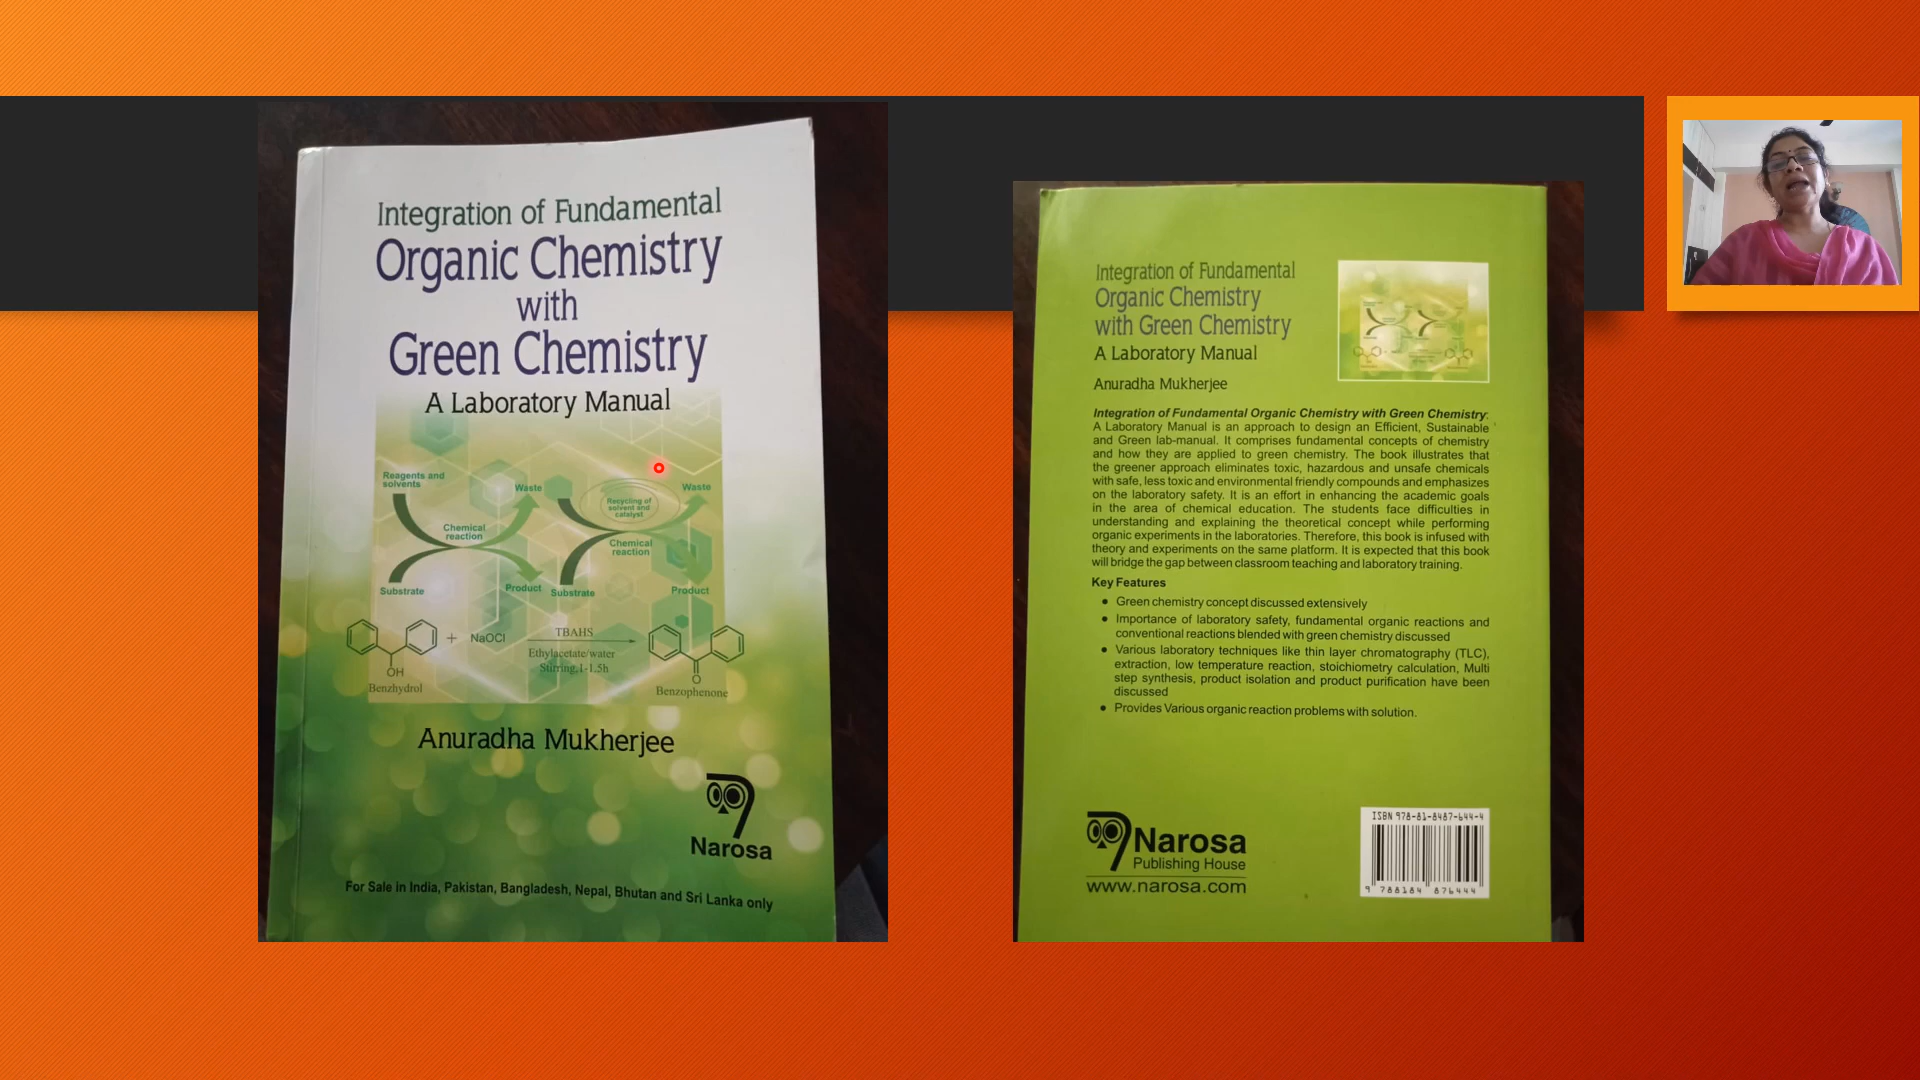 Integration of Fundamental
Organic Chemistry
with
Green Chemistry
A Laboratory Manual
Reagents and
solvents
Waste
Chemical
reaction
Substrate
Product
Recycling of
solvent and
catalyst
Waste
Chemical
reaction
Substrate
Product
OH
Benzhydrol
+ NaOCl
TBAHS
Ethylacetate/water
Stirring,1-1.5h
O
Benzophenone
Anuradha Mukherjee
Narosa
For Sale in India, Pakistan, Bangladesh, Nepal, Bhutan and Sri Lanka only
Integration of Fundamental
Organic Chemistry
with Green Chemistry
A Laboratory Manual
Anuradha Mukherjee
Integration of Fundamental Organic Chemistry with Green Chemistry:
A Laboratory Manual is an approach to design an Efficient, Sustainable
and Green lab-manual. It comprises fundamental concepts of chemistry
and how they are applied to green chemistry. The book illustrates that
the greener approach eliminates toxic, hazardous and unsafe chemicals
with safe, less toxic and environmental friendly compounds and emphasizes
on the laboratory safety. It is an effort in enhancing the academic goals
in the area of chemical education. The students face difficulties in
understanding and explaining the theoretical concept while performing
organic experiments in the laboratories. Therefore, this book is infused with
theory and experiments on the same platform. It is expected that this book
will bridge the gap between classroom teaching and laboratory training.
Key Features
• Green chemistry concept discussed extensively
• Importance of laboratory safety, fundamental organic reactions and
conventional reactions blended with green chemistry discussed
• Various laboratory techniques like thin layer chromatography (TLC),
extraction, low temperature reaction, stoichiometry calculation, Multi
step synthesis, product isolation and product purification have been
discussed
• Provides Various organic reaction problems with solution.
Narosa
Publishing House
www.narosa.com
ISBN 978-81-8487-644-4
9 788184 876444